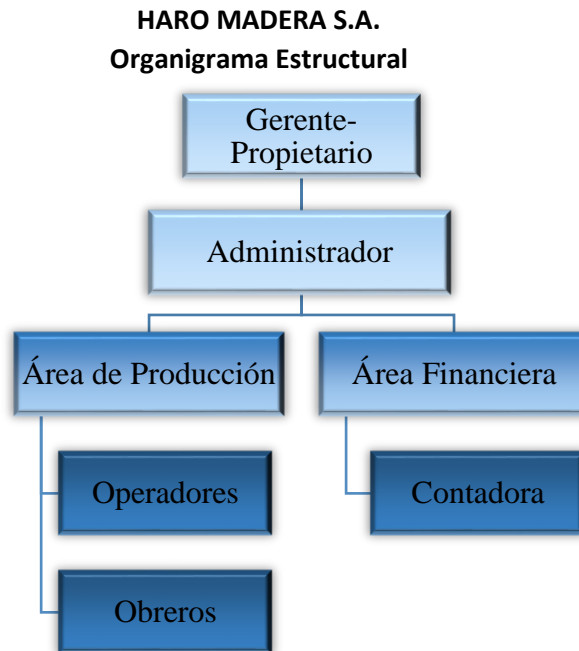 HARO MADERA S.A.
Organigrama Estructural
Gerente-
Propietario
Administrador
Área de Producción
Área Financiera
Operadores
Contadora
Obreros